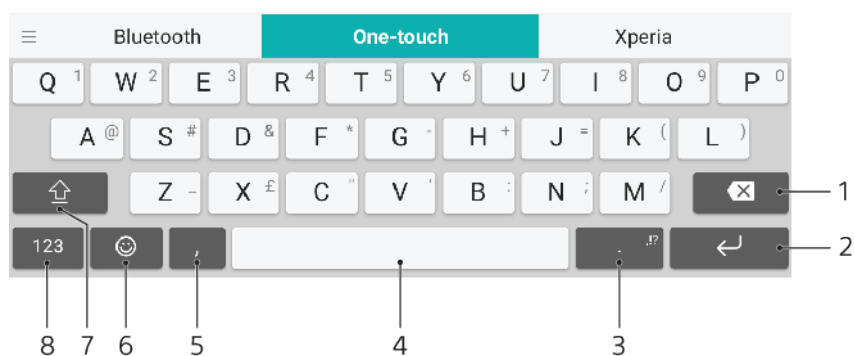 Bluetooth One-touch Xperia
Q 1 W 2 E 3 R 4 T 5 Y 6 U 7 I 8 O 9 P 0
A @ S # D & F * G - H + J = K ( L )
Z _ X £ C " V ' B : N ; M / 1
123 , . ,!? 2
8 7 6 5 4 3